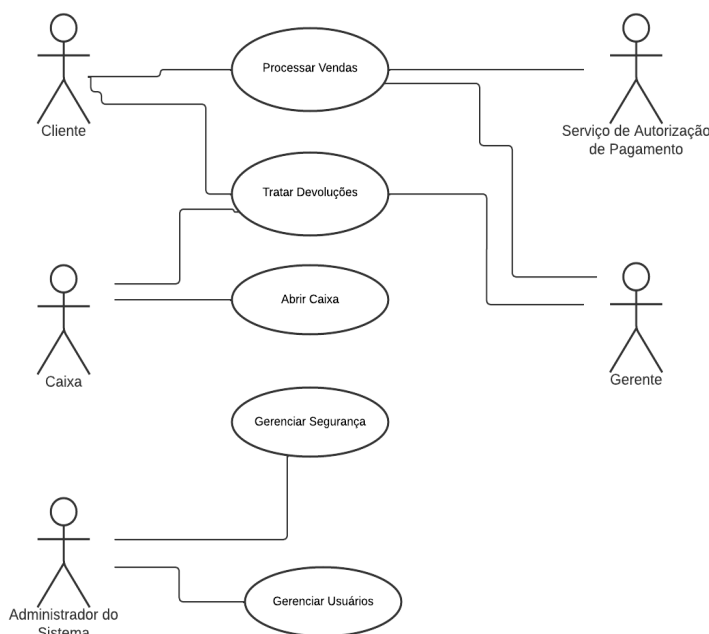 Processar Vendas
Cliente
Serviço de Autorização
de Pagamento
Tratar Devoluções
Abrir Caixa
Caixa
Gerente
Gerenciar Segurança
Gerenciar Usuários
Administrador do
Sistema